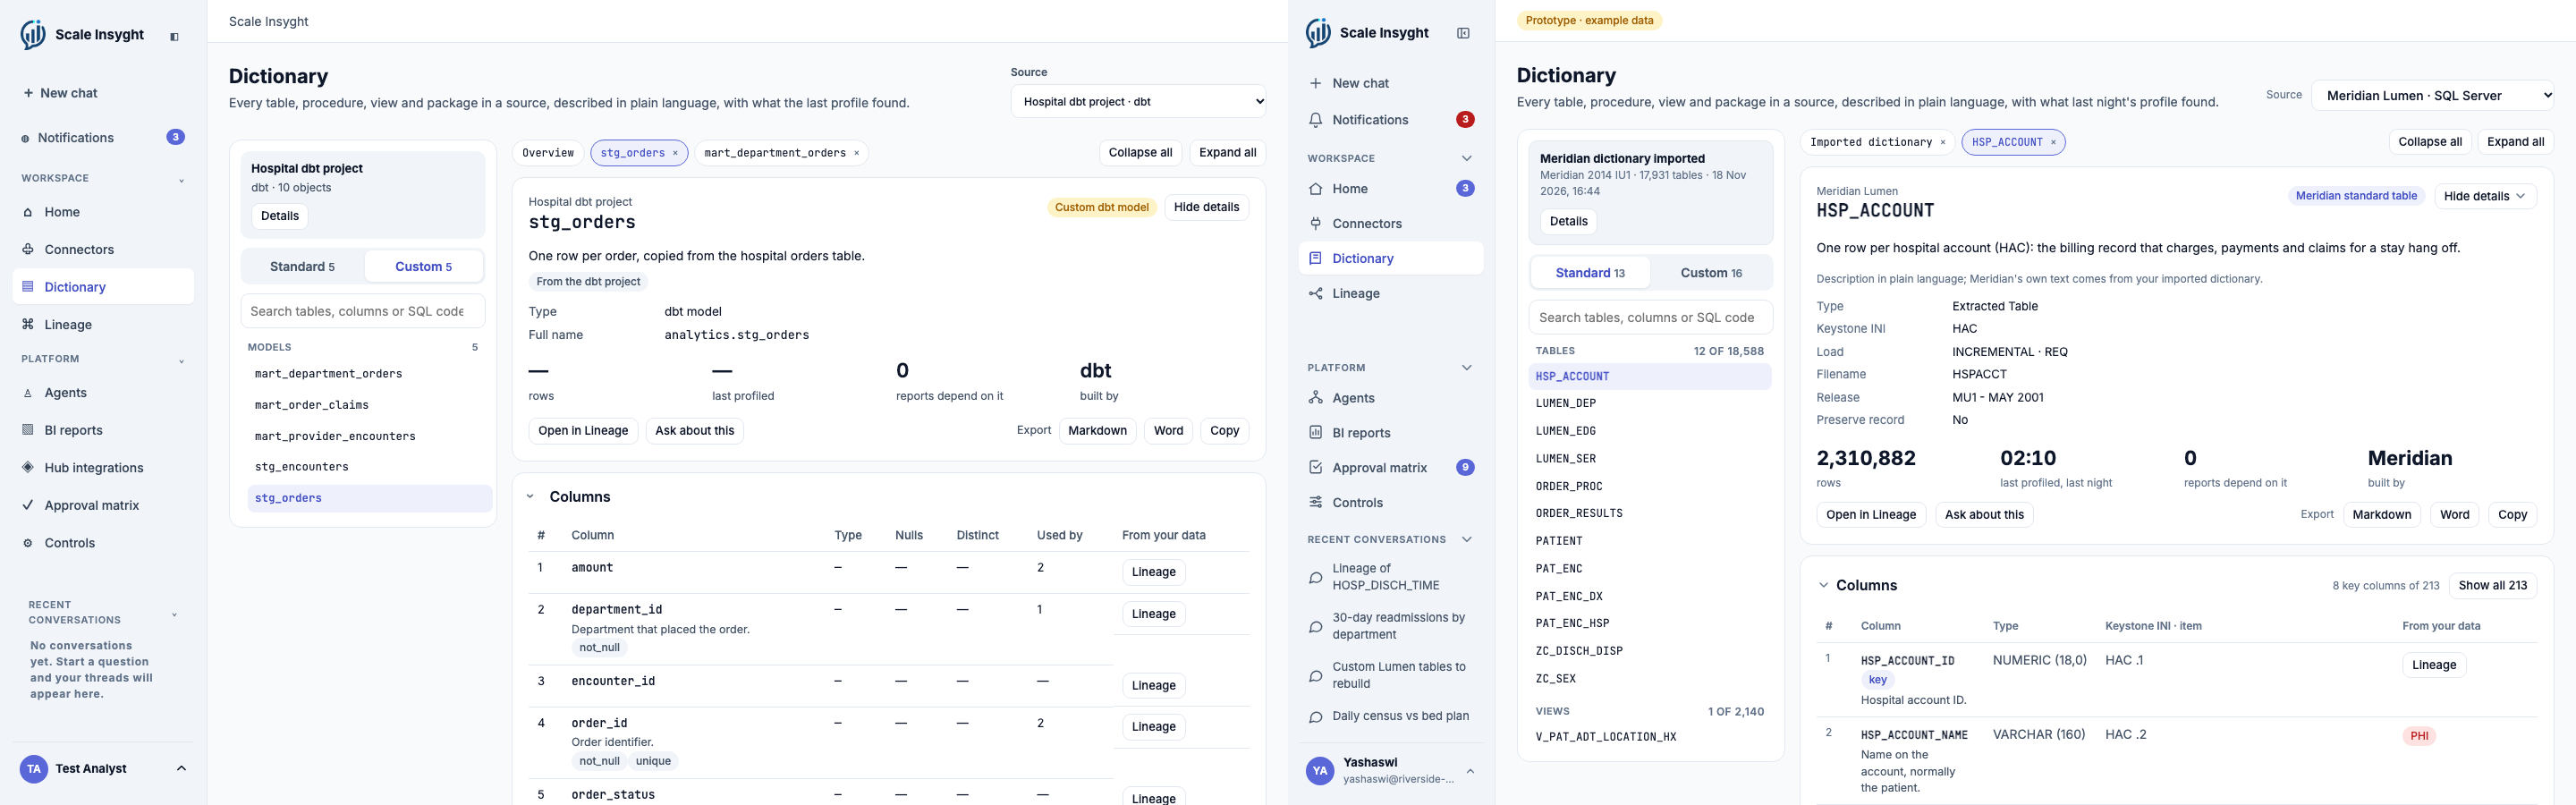 Scale Insyght
+ New chat
Notifications 3
WORKSPACE
Home
Connectors
Dictionary
Lineage
PLATFORM
Agents
BI reports
Hub integrations
Approval matrix
Controls
RECENT
CONVERSATIONS
No conversations
yet. Start a question
and your threads will
appear here.
TA Test Analyst
Scale Insyght
Dictionary
Every table, procedure, view and package in a source, described in plain language, with what the last profile found.
Source
Hospital dbt project · dbt
Hospital dbt project
dbt · 10 objects
Details
Standard 5 Custom 5
Search tables, columns or SQL code
MODELS 5
mart_department_orders
mart_order_claims
mart_provider_encounters
stg_encounters
stg_orders
Overview stg_orders × mart_department_orders × Collapse all Expand all
Hospital dbt project
stg_orders
Custom dbt model Hide details
One row per order, copied from the hospital orders table.
From the dbt project
Type dbt model
Full name analytics.stg_orders
— — 0 dbt
rows last profiled reports depend on it built by
Open in Lineage Ask about this Export Markdown Word Copy
Columns
# Column Type Nulls Distinct Used by From your data
1 amount — — — 2 Lineage
2 department_id — — — 1 Lineage
Department that placed the order.
not_null
3 encounter_id — — — — Lineage
4 order_id — — — 2 Lineage
Order identifier.
not_null unique
5 order_status — — — — Lineage
Scale Insyght
+ New chat
Notifications 3
WORKSPACE
Home 3
Connectors
Dictionary
Lineage
PLATFORM
Agents
BI reports
Approval matrix 9
Controls
RECENT CONVERSATIONS
Lineage of
HOSP_DISCH_TIME
30-day readmissions by
department
Custom Lumen tables to
rebuild
Daily census vs bed plan
YA Yashaswi
yashaswi@riverside-...
Prototype · example data
Dictionary
Every table, procedure, view and package in a source, described in plain language, with what last night's profile found.
Source Meridian Lumen · SQL Server
Meridian dictionary imported
Meridian 2014 IU1 · 17,931 tables · 18 Nov
2026, 16:44
Details
Standard 13 Custom 16
Search tables, columns or SQL code
TABLES 12 OF 18,588
HSP_ACCOUNT
LUMEN_DEP
LUMEN_EDG
LUMEN_SER
ORDER_PROC
ORDER_RESULTS
PATIENT
PAT_ENC
PAT_ENC_DX
PAT_ENC_HSP
ZC_DISCH_DISP
ZC_SEX
VIEWS 1 OF 2,140
V_PAT_ADT_LOCATION_HX
Imported dictionary × HSP_ACCOUNT × Collapse all Expand all
Meridian Lumen
HSP_ACCOUNT
Meridian standard table Hide details
One row per hospital account (HAC): the billing record that charges, payments and claims for a stay hang off.
Description in plain language; Meridian's own text comes from your imported dictionary.
Type Extracted Table
Keystone INI HAC
Load INCREMENTAL · REQ
Filename HSPACCT
Release MU1 - MAY 2001
Preserve record No
2,310,882 02:10 0 Meridian
rows last profiled, last night reports depend on it built by
Open in Lineage Ask about this Export Markdown Word Copy
Columns 8 key columns of 213 Show all 213
# Column Type Keystone INI · item From your data
1 HSP_ACCOUNT_ID NUMERIC (18,0) HAC .1 Lineage
key
Hospital account ID.
2 HSP_ACCOUNT_NAME VARCHAR (160) HAC .2 PHI
Name on the
account, normally
the patient.